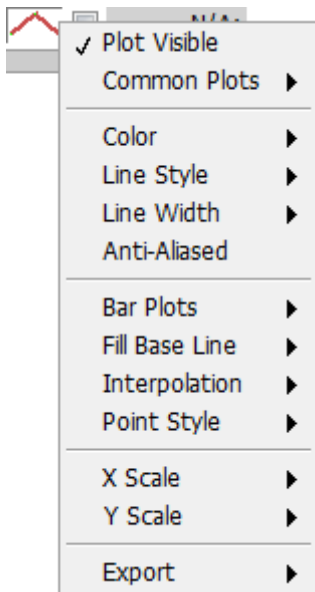 Plot Visible
Common Plots
Color
Line Style
Line Width
Anti-Aliased
Bar Plots
Fill Base Line
Interpolation
Point Style
X Scale
Y Scale
Export